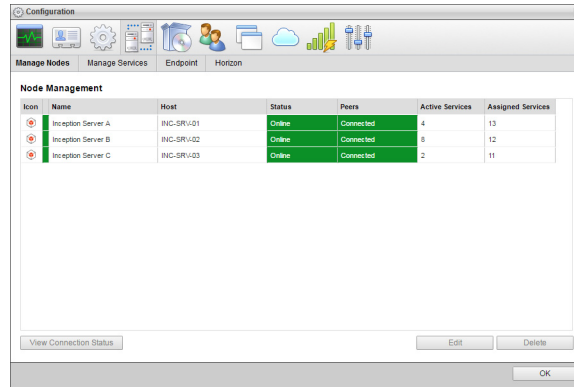 Configuration
Manage Nodes Manage Services Endpoint Horizon
Node Management
Icon Name Host Status Peers Active Services Assigned Services
Inception Server A INC-SRV-01 Online Connected 4 13
Inception Server B INC-SRV-02 Online Connected 8 12
Inception Server C INC-SRV-03 Online Connected 2 11
View Connection Status Edit Delete
OK